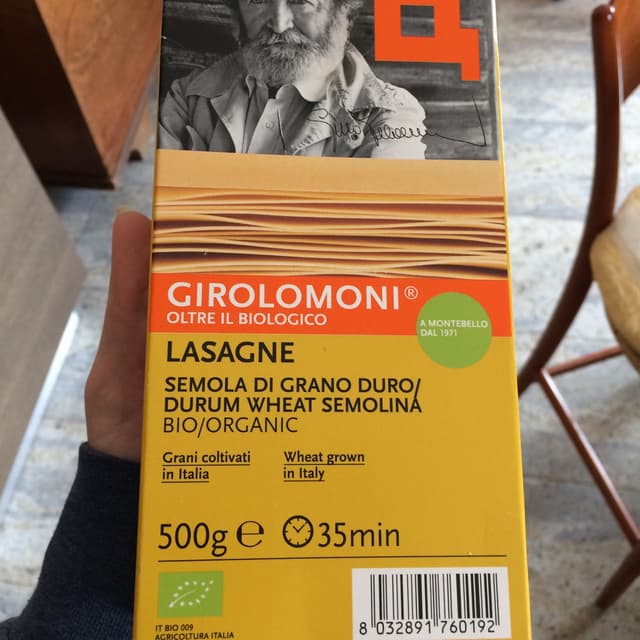 GIROLOMONI®
OLTRE IL BIOLOGICO
A MONTEBELLO
DAL 1971
LASAGNE
SEMOLA DI GRANO DURO/
DURUM WHEAT SEMOLINA
BIO/ORGANIC
Grani coltivati
in Italia
Wheat grown
in Italy
500g ℮ 35min
IT BIO 009
AGRICOLTURA ITALIA
8 032891 760192